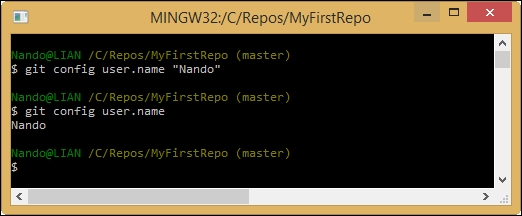 MINGW32:/C/Repos/MyFirstRepo
Nando@LIAN /C/Repos/MyFirstRepo (master)
$ git config user.name "Nando"
Nando@LIAN /C/Repos/MyFirstRepo (master)
$ git config user.name
Nando
Nando@LIAN /C/Repos/MyFirstRepo (master)
$